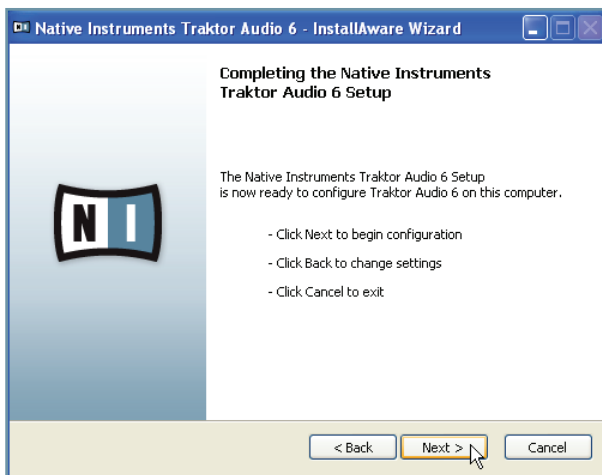 Native Instruments Traktor Audio 6 - InstallAware Wizard
Completing the Native Instruments
Traktor Audio 6 Setup
The Native Instruments Traktor Audio 6 Setup
is now ready to configure Traktor Audio 6 on this computer.
- Click Next to begin configuration
- Click Back to change settings
- Click Cancel to exit
N I
< Back Next > Cancel